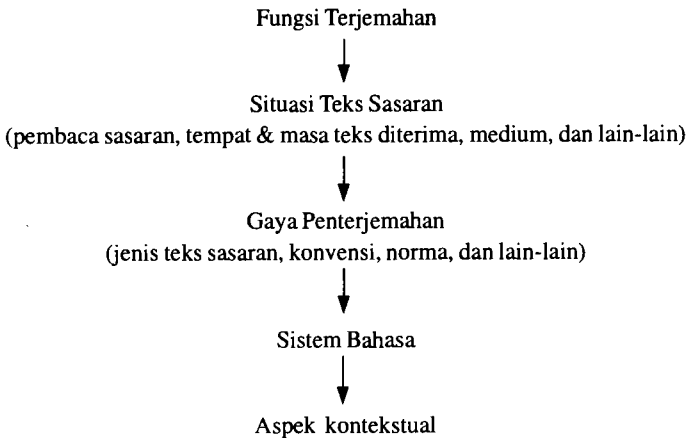 Fungsi Terjemahan
Situasi Teks Sasaran
(pembaca sasaran, tempat & masa teks diterima, medium, dan lain-lain)
Gaya Penterjemahan
(jenis teks sasaran, konvensi, norma, dan lain-lain)
Sistem Bahasa
Aspek kontekstual